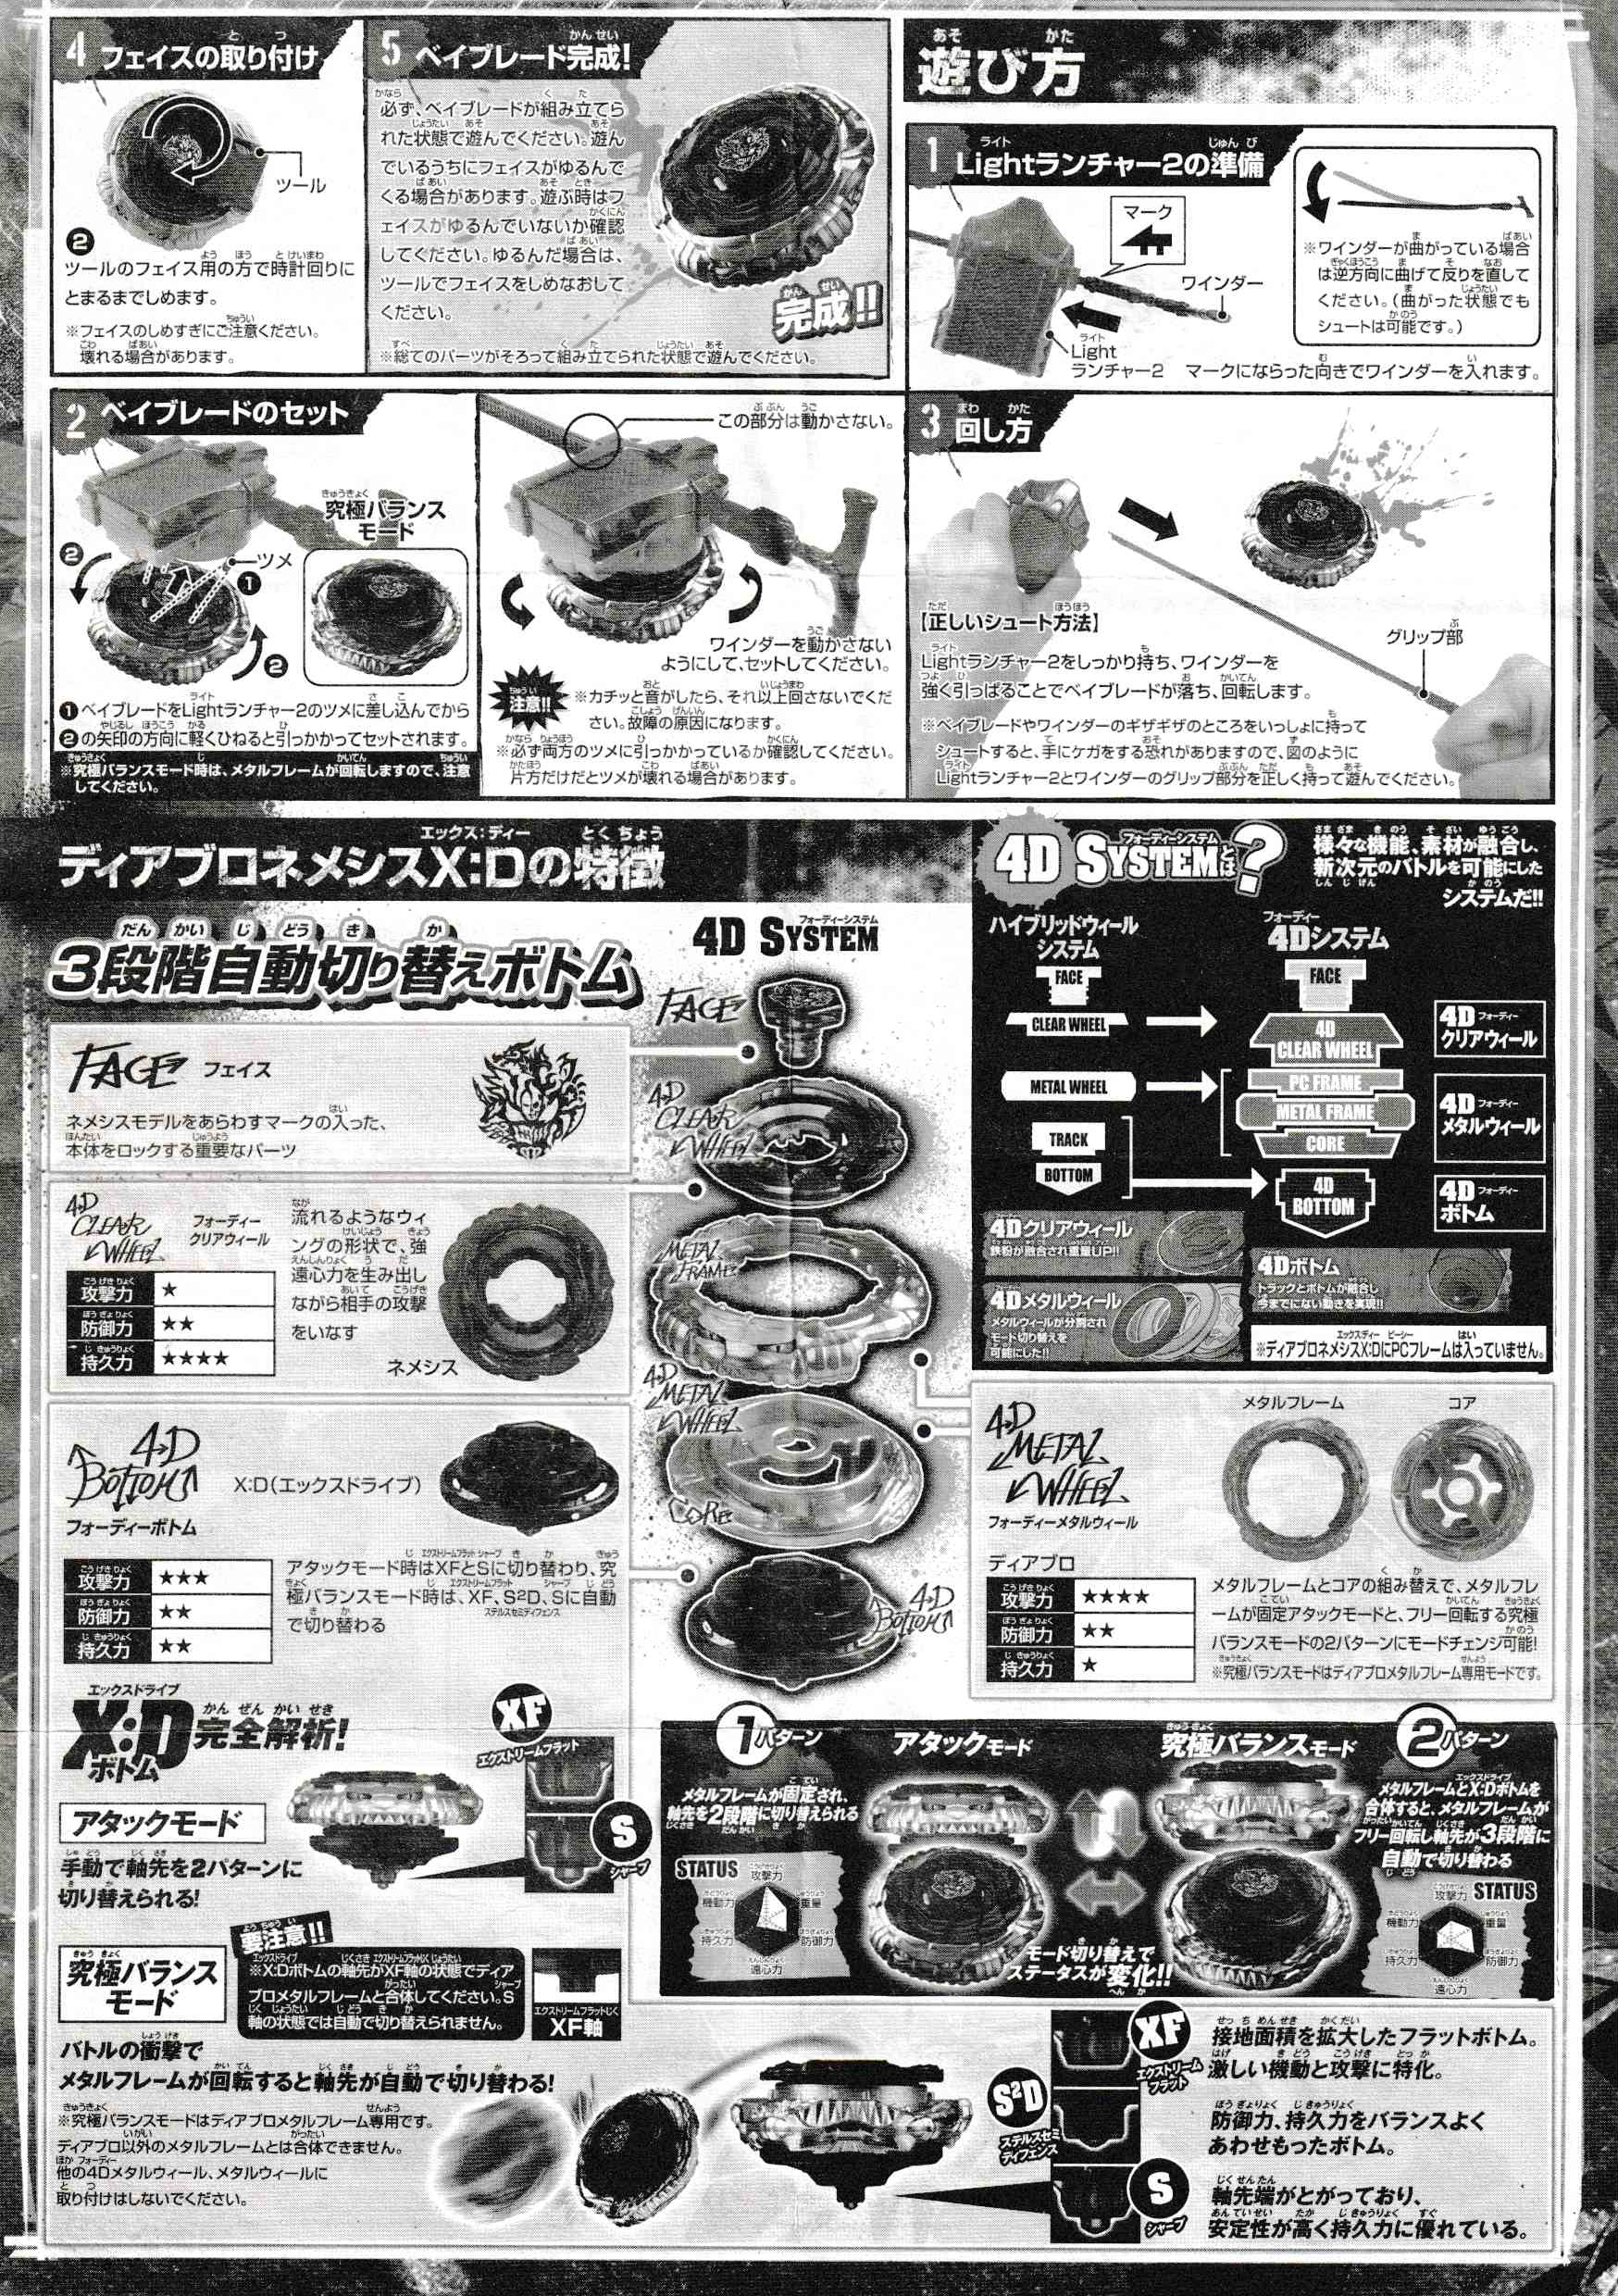 4 フェイスの取り付け
ツール
❷
ツールのフェイス用の方で時計回りに
とまるまでしめます。
※フェイスのしめすぎにご注意ください。
壊れる場合があります。
5 ベイブレード完成!
必ず、ベイブレードが組み立てら
れた状態で遊んでください。遊ん
でいるうちにフェイスがゆるんで
くる場合があります。遊ぶ時はフ
ェイスがゆるんでいないか確認
してください。ゆるんだ場合は、
ツールでフェイスをしめなおして
ください。
完成!!
※総てのパーツがそろって組み立てられた状態で遊んでください。
遊び方
1 Lightランチャー2の準備
マーク
ワインダー
Light
ランチャー2
※ワインダーが曲がっている場合
は逆方向に曲げて反りを直して
ください。(曲がった状態でも
シュートは可能です。)
マークにならった向きでワインダーを入れます。
2 ベイブレードのセット
究極バランス
モード
ツメ
❶
❷
❷
❶ベイブレードをLightランチャー2のツメに差し込んでから
❷の矢印の方向に軽くひねると引っかかってセットされます。
※究極バランスモード時は、メタルフレームが回転しますので、注意
してください。
この部分は動かさない。
ワインダーを動かさない
ようにして、セットしてください。
注意!!
※カチッと音がしたら、それ以上回さないでくだ
さい。故障の原因になります。
※必ず両方のツメに引っかかっているか確認してください。
片方だけだとツメが壊れる場合があります。
3 回し方
グリップ部
【正しいシュート方法】
Lightランチャー2をしっかり持ち、ワインダーを
強く引っぱることでベイブレードが落ち、回転します。
※ベイブレードやワインダーのギザギザのところをいっしょに持って
シュートすると、手にケガをする恐れがありますので、図のように
Lightランチャー2とワインダーのグリップ部分を正しく持って遊んでください。
ディアブロネメシスX:Dの特徴
3段階自動切り替えボトム
4D SYSTEM
FACE
4D CLEAR WHEEL
METAL FRAME
4D METAL WHEEL
CORE
4D BOTTOM
FACE フェイス
ネメシスモデルをあらわすマークの入った、
本体をロックする重要なパーツ
4D CLEAR WHEEL
フォーディー
クリアウィール
攻撃力 ★
防御力 ★★
持久力 ★★★★
流れるようなウィ
ングの形状で、強
遠心力を生み出し
ながら相手の攻撃
をいなす
ネメシス
4D BOTTOM
フォーディーボトム
X:D(エックスドライブ)
攻撃力 ★★★
防御力 ★★
持久力 ★★
アタックモード時はXFとSに切り替わり、究
極バランスモード時は、XF、S²D、Sに自動
で切り替わる
4D SYSTEMとは?
様々な機能、素材が融合し、
新次元のバトルを可能にした
システムだ!!
ハイブリッドウィール
システム
FACE
CLEAR WHEEL
METAL WHEEL
TRACK
BOTTOM
4Dシステム
FACE
4D
CLEAR WHEEL
PC FRAME
METAL FRAME
CORE
4D
BOTTOM
4D
クリアウィール
4D
メタルウィール
4D
ボトム
4Dクリアウィール
鉄粉が融合され重量UP!!
4Dメタルウィール
メタルウィールが分割され
モード切り替えを
可能にした!!
4Dボトム
トラックとボトムが融合し
今までにない動きを実現!!
※ディアブロネメシスX:DにPCフレームは入っていません。
4D METAL WHEEL
フォーディーメタルウィール
メタルフレーム
コア
ディアブロ
攻撃力 ★★★★
防御力 ★★
持久力 ★
メタルフレームとコアの組み替えで、メタルフレ
ームが固定アタックモードと、フリー回転する究極
バランスモードの2パターンにモードチェンジ可能!
※究極バランスモードはディアブロメタルフレーム専用モードです。
X:D
ボトム
完全解析!
アタックモード
手動で軸先を2パターンに
切り替えられる!
XF
エクストリームフラット
S
シャープ
要注意!!
※X:Dボトムの軸先がXF軸の状態でディア
ブロメタルフレームと合体してください。S
軸の状態では自動で切り替えられません。
エクストリームフラットじく
XF軸
究極バランス
モード
バトルの衝撃で
メタルフレームが回転すると軸先が自動で切り替わる!
※究極バランスモードはディアブロメタルフレーム専用です。
ディアブロ以外のメタルフレームとは合体できません。
他の4Dメタルウィール、メタルウィールに
取り付けはしないでください。
1パターン
アタックモード
メタルフレームが固定され、
軸先を2段階に切り替えられる
STATUS
攻撃力
重量
防御力
遠心力
持久力
機動力
モード切り替えで
ステータスが変化!!
究極バランスモード
2パターン
メタルフレームとX:Dボトムを
合体すると、メタルフレームが
フリー回転し軸先が3段階に
自動で切り替わる
STATUS
攻撃力
重量
防御力
遠心力
持久力
機動力
XF
エクストリーム
フラット
接地面積を拡大したフラットボトム。
激しい機動と攻撃に特化。
S²D
ステルスセミ
ディフェンス
防御力、持久力をバランスよく
あわせもったボトム。
S
シャープ
軸先端がとがっており、
安定性が高く持久力に優れている。